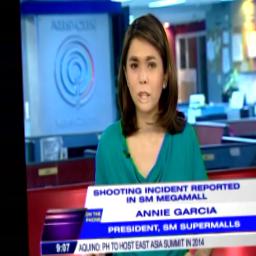 ABS-CBN
SHOOTING INCIDENT REPORTED
IN SM MEGAMALL
ON THE
PHONE
ANNIE GARCIA
PRESIDENT, SM SUPERMALLS
9:07
AQUINO: PH TO HOST EAST ASIA SUMMIT IN 2014